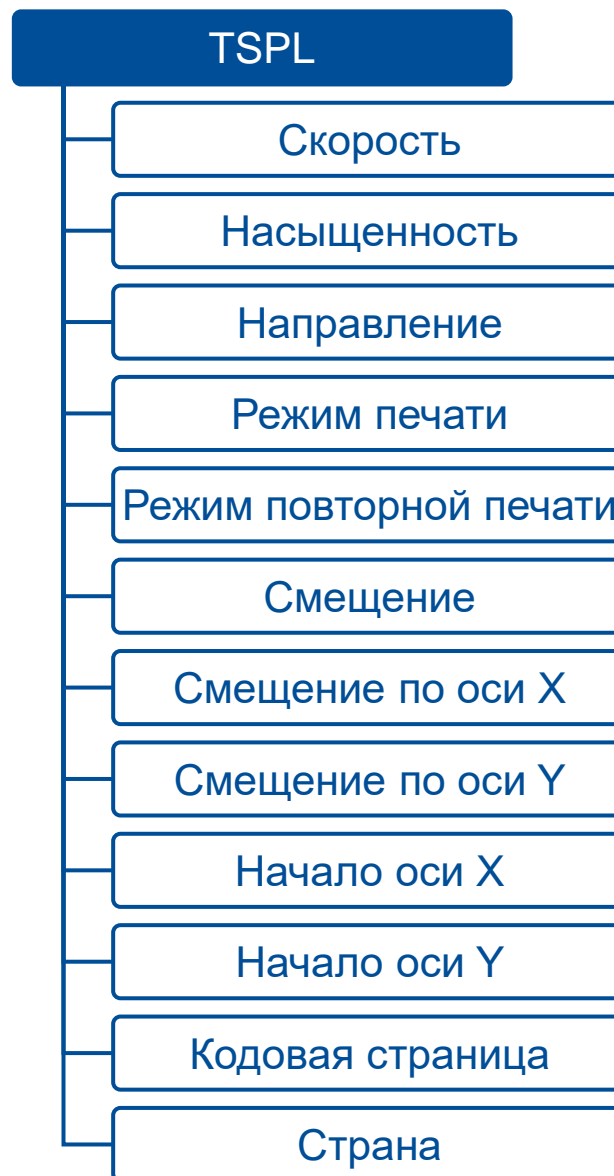 TSPL
Скорость
Насыщенность
Направление
Режим печати
Режим повторной печати
Смещение
Смещение по оси X
Смещение по оси Y
Начало оси X
Начало оси Y
Кодовая страница
Страна